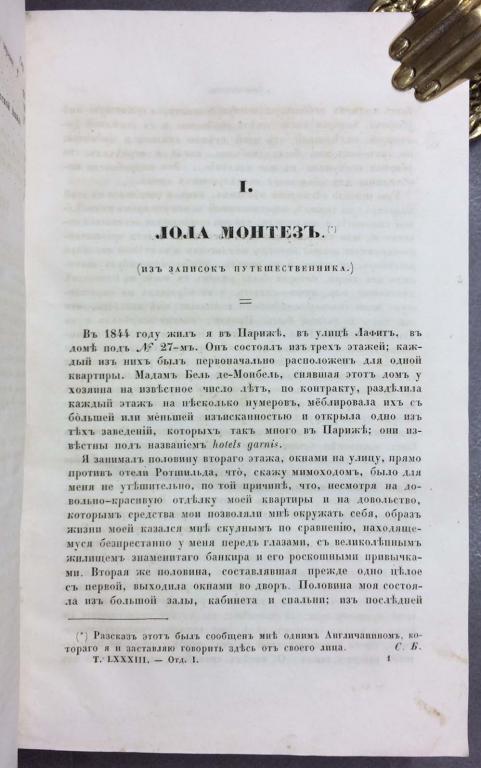 I.
ЛОЛА МОНТЕЗЪ.(*)
(ИЗЪ ЗАПИСОКЪ ПУТЕШЕСТВЕННИКА.)
Въ 1844 году жилъ я въ Парижѣ, въ улицѣ Лафитъ, въ
домѣ подъ № 27-мъ. Онъ состоялъ изъ трехъ этажей; каж-
дый изъ нихъ былъ первоначально расположенъ для одной
квартиры. Мадамъ Бель де-Монбель, снявшая этотъ домъ у
хозяина на извѣстное число лѣтъ, по контракту, раздѣлила
каждый этажъ на нѣсколько нумеровъ, мёблировала ихъ съ
бо́льшей или ме́ньшей изъисканностью и открыла одно изъ
тѣхъ заведеній, которыхъ такъ много въ Парижѣ; они из-
вѣстны подъ названіемъ hotels garnis.
Я занималъ половину втораго этажа, окнами на улицу, прямо
противъ отеля Ротшильда, что̀, скажу мимоходомъ, было для
меня не утѣшительно, по той причинѣ, что, несмотря на до-
вольно-красивую отдѣлку моей квартиры и на довольство,
которымъ средства мои позволяли мнѣ окружать себя, образъ
жизни моей казался мнѣ скуднымъ по сравненію, находяще-
муся безпрестанно у меня передъ глазами, съ великолѣпнымъ
жилищемъ знаменитаго банкира и его роскошными привычка-
ми. Вторая же половина, составлявшая прежде одно цѣлое
съ первой, выходила окнами во дворъ. Половина моя состоя-
ла изъ большой залы, кабинета и спальни; изъ послѣдней
(*) Разсказъ этотъ былъ сообщенъ мнѣ однимъ Англичаниномъ, ко-
тораго я и заставляю говорить здѣсь отъ своего лица. С. Б.
Т. LXXXIII. — Отд. I. 1